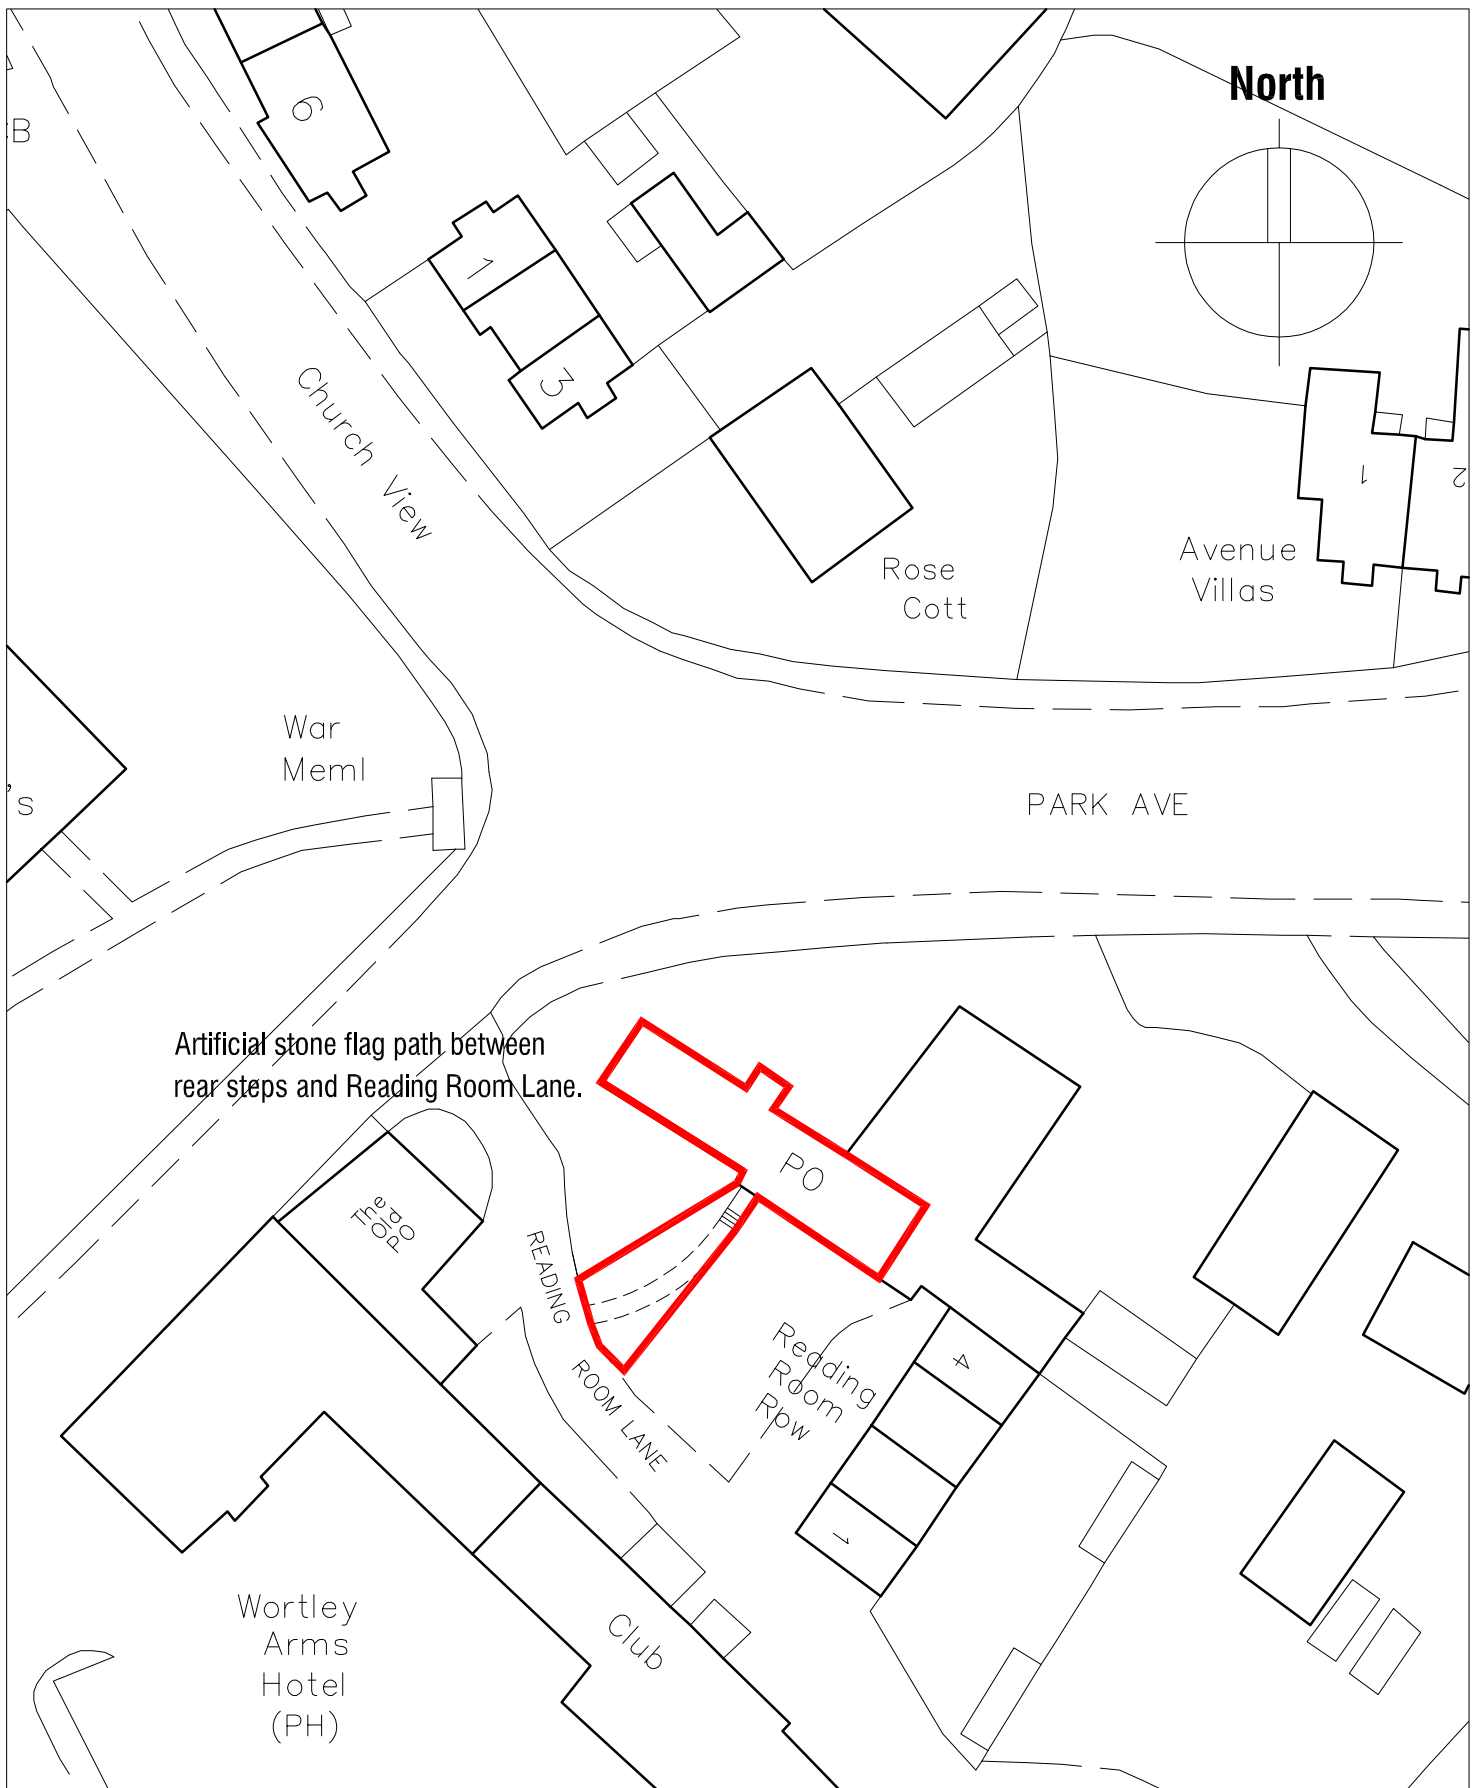 North
6
:B
1
3
Church View
Rose
Cott
Avenue
Villas
1
2
War
Meml
's
PARK AVE
Artificial stone flag path between
rear steps and Reading Room Lane.
PO
The
Old
PO
READING
ROOM LANE
Reading
Room
Row
4
1
Wortley
Arms
Hotel
(PH)
Club